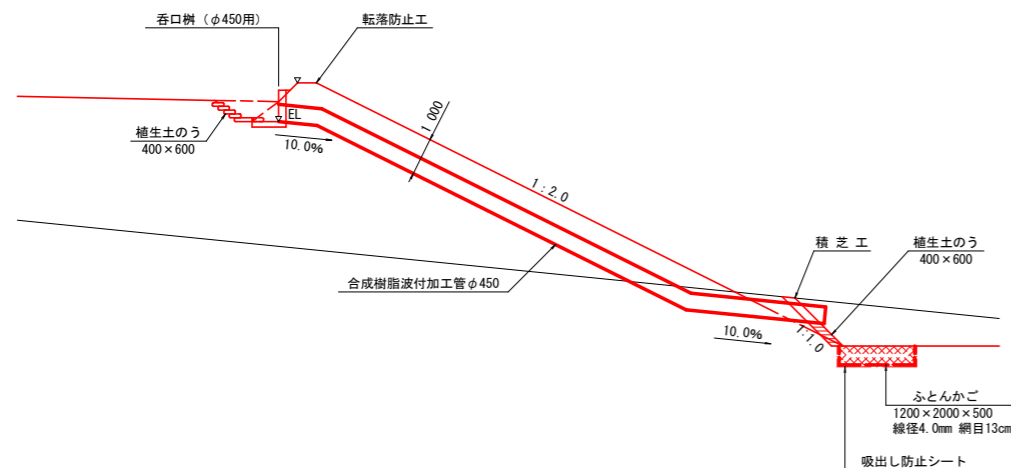 呑口桝（φ450用）
転落防止工
EL
植生土のう
400×600
10.0%
1 000
1：2.0
合成樹脂波付加工管φ450
積 芝 工
植生土のう
400×600
10.0%
1:1.0
ふとんかご
1200×2000×500
線径4.0mm 網目13cm
吸出し防止シート